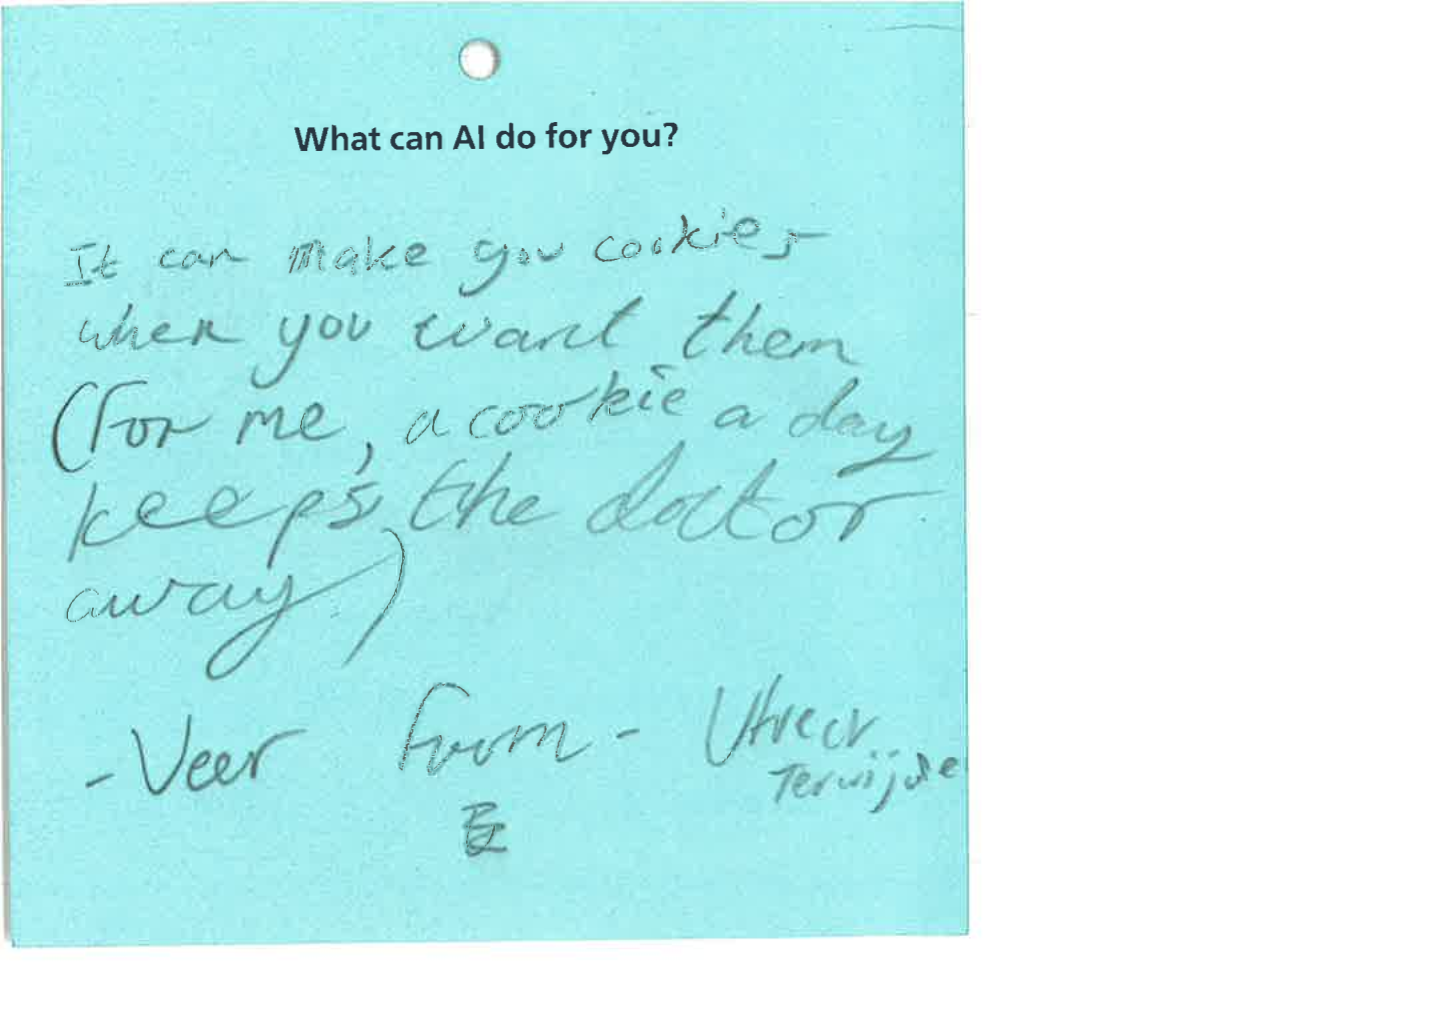 What can AI do for you?
It can make you cookies
when you want them
(For me, a cookie a day
keeps the doctor
away.)
- Veer from - Utrecr
Terwijde